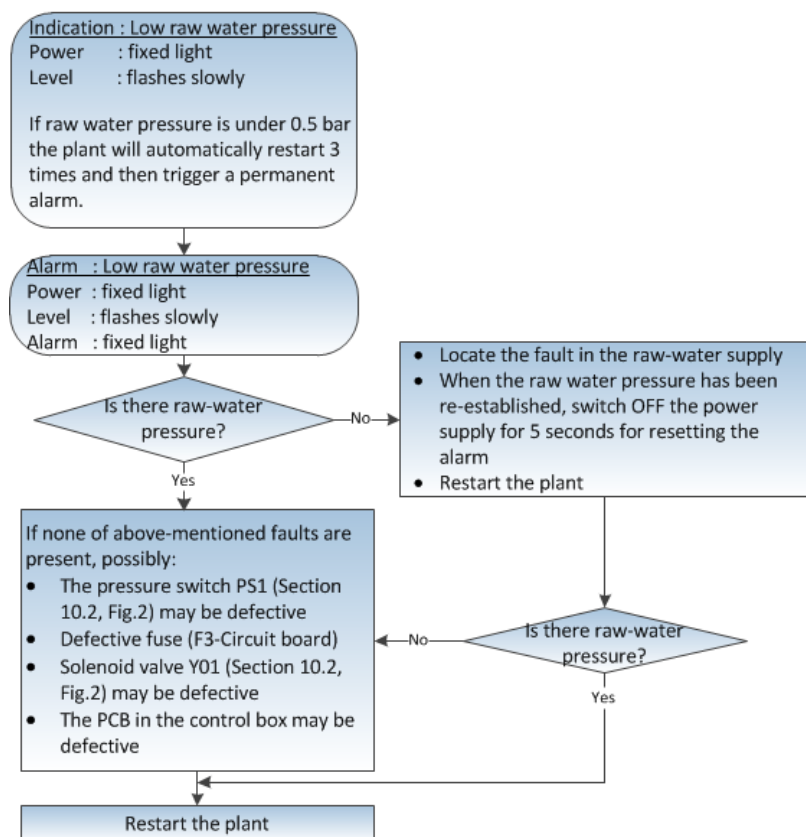 Indication : Low raw water pressure
Power : fixed light
Level : flashes slowly
If raw water pressure is under 0.5 bar
the plant will automatically restart 3
times and then trigger a permanent
alarm.
Alarm : Low raw water pressure
Power : fixed light
Level : flashes slowly
Alarm : fixed light
Is there raw-water
pressure?
No
• Locate the fault in the raw-water supply
• When the raw water pressure has been
re-established, switch OFF the power
supply for 5 seconds for resetting the
alarm
• Restart the plant
Yes
If none of above-mentioned faults are
present, possibly:
• The pressure switch PS1 (Section
10.2, Fig.2) may be defective
• Defective fuse (F3-Circuit board)
• Solenoid valve Y01 (Section 10.2,
Fig.2) may be defective
• The PCB in the control box may be
defective
No
Is there raw-water
pressure?
Yes
Restart the plant